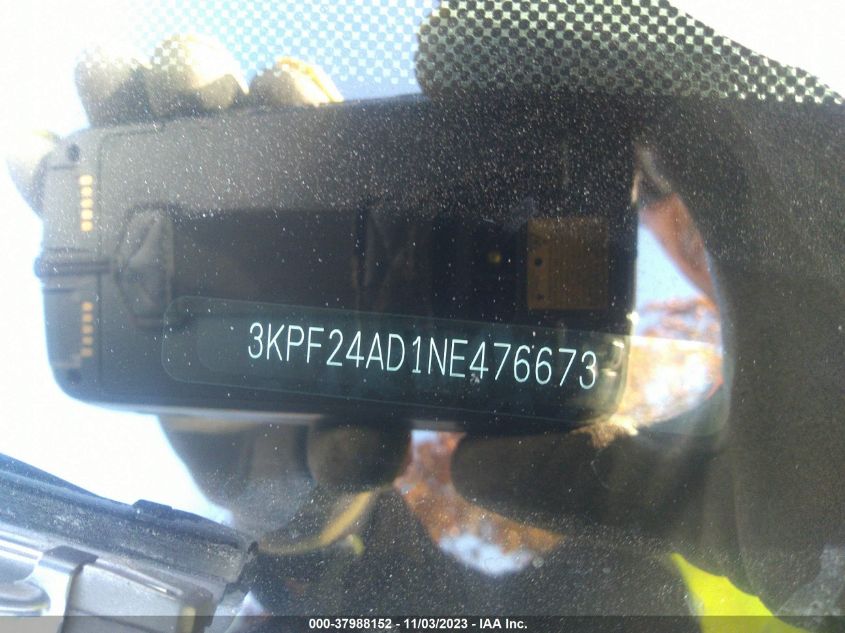 3KPF24AD1NE476673
000-37988152 - 11/03/2023 - IAA Inc.